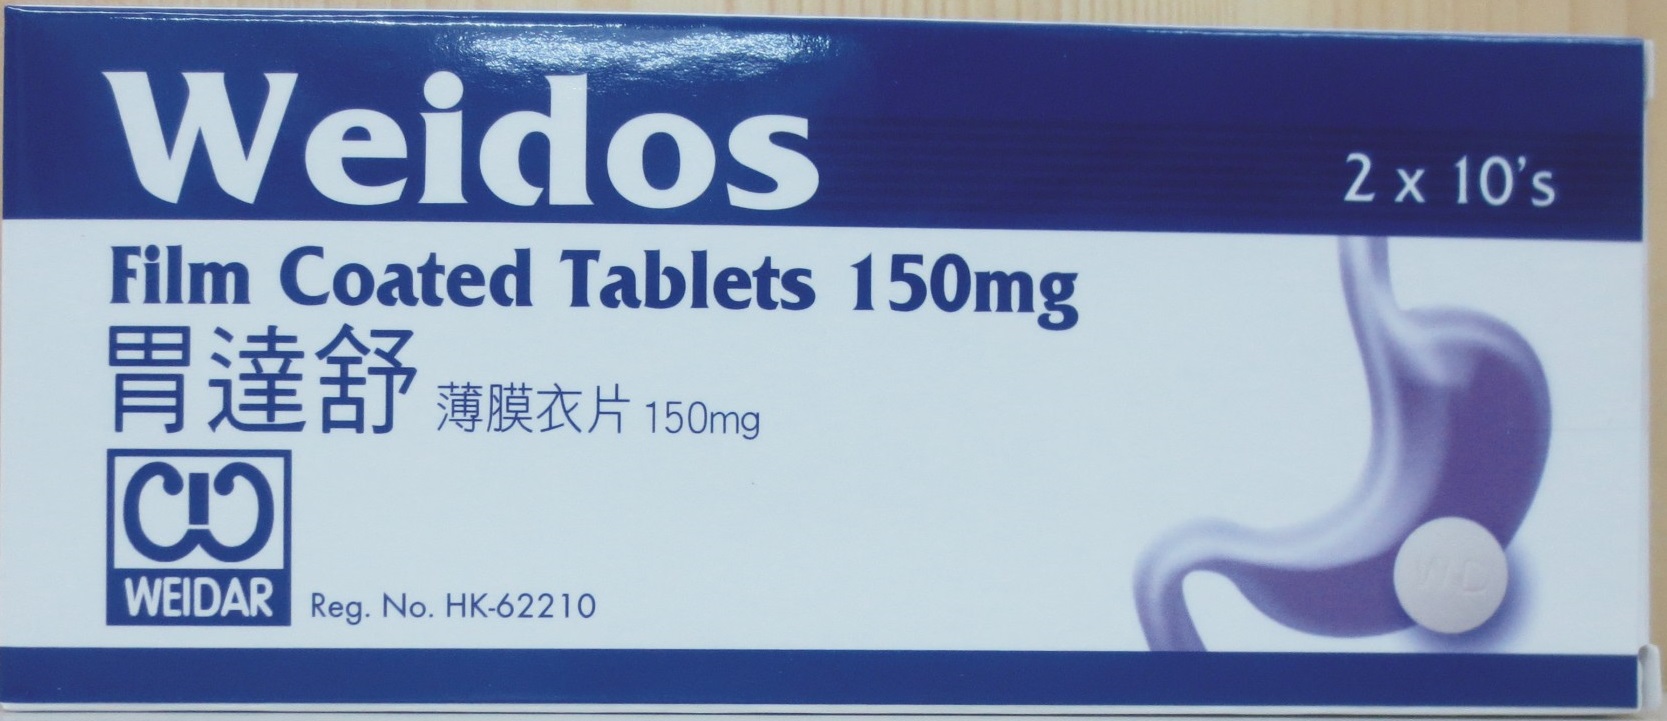 Weidos
2 x 10's
Film Coated Tablets 150mg
胃達舒 薄膜衣片 150mg
WEIDAR
Reg. No. HK-62210